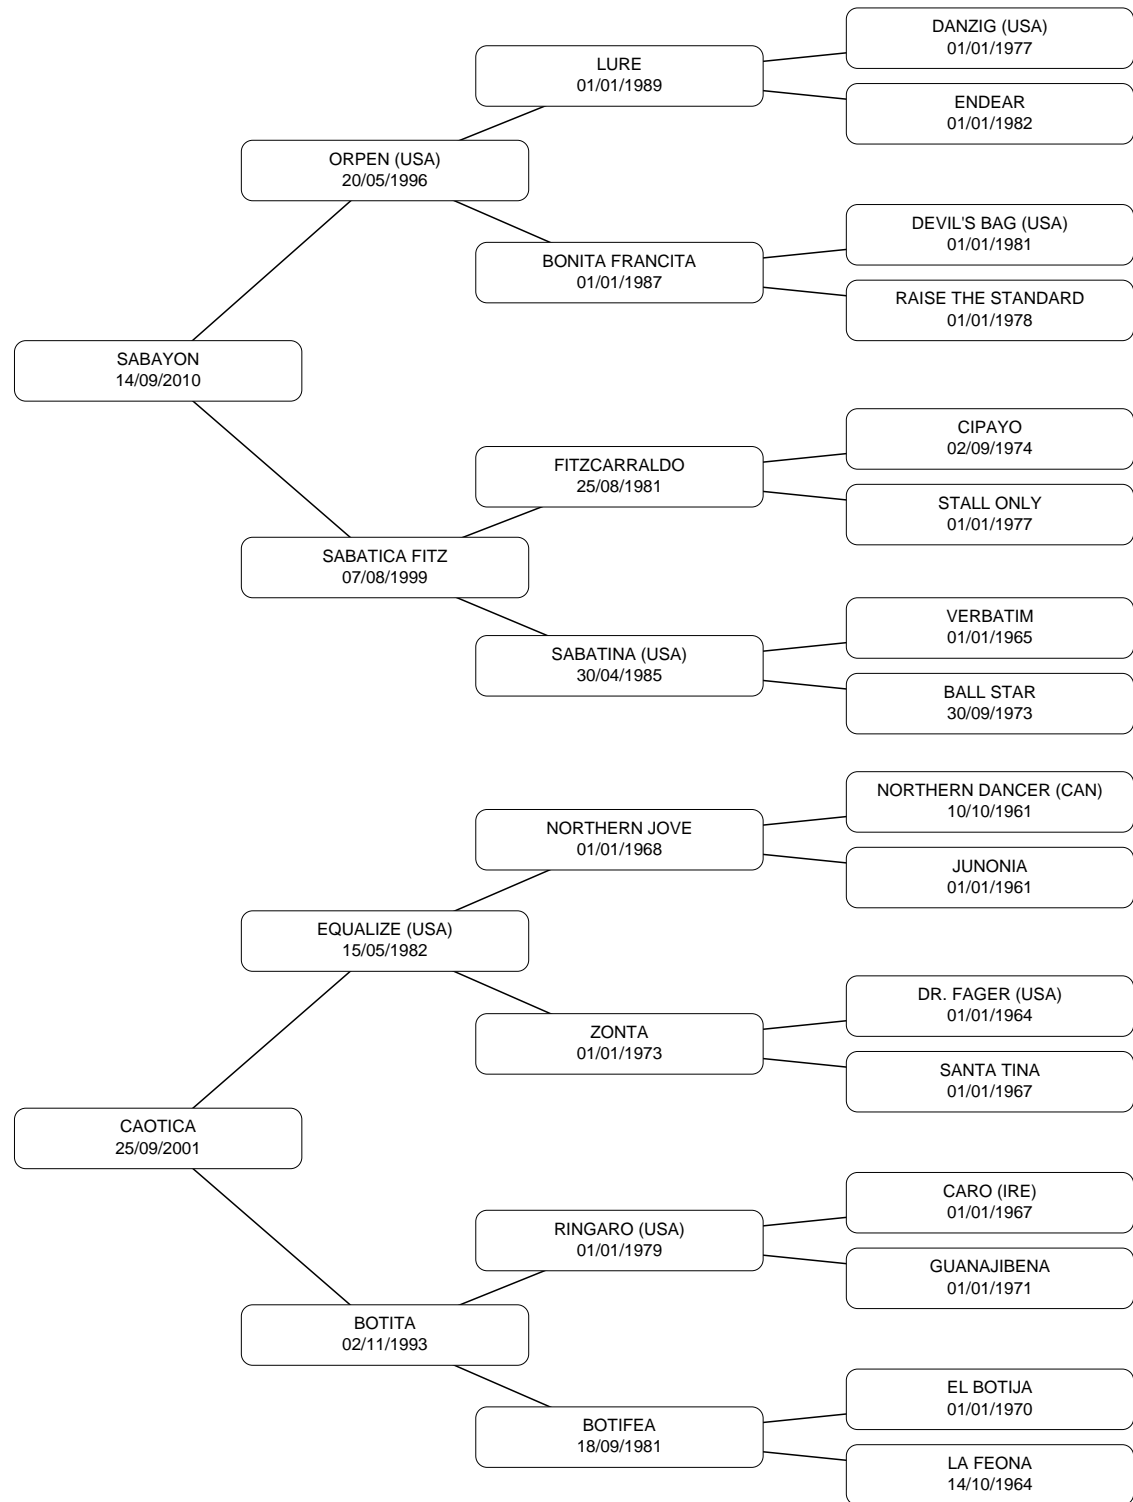 DANZIG (USA)
01/01/1977
LURE
01/01/1989
ENDEAR
01/01/1982
ORPEN (USA)
20/05/1996
DEVIL'S BAG (USA)
01/01/1981
BONITA FRANCITA
01/01/1987
RAISE THE STANDARD
01/01/1978
SABAYON
14/09/2010
CIPAYO
02/09/1974
FITZCARRALDO
25/08/1981
STALL ONLY
01/01/1977
SABATICA FITZ
07/08/1999
VERBATIM
01/01/1965
SABATINA (USA)
30/04/1985
BALL STAR
30/09/1973
NORTHERN DANCER (CAN)
10/10/1961
NORTHERN JOVE
01/01/1968
JUNONIA
01/01/1961
EQUALIZE (USA)
15/05/1982
DR. FAGER (USA)
01/01/1964
ZONTA
01/01/1973
SANTA TINA
01/01/1967
CAOTICA
25/09/2001
CARO (IRE)
01/01/1967
RINGARO (USA)
01/01/1979
GUANAJIBENA
01/01/1971
BOTITA
02/11/1993
EL BOTIJA
01/01/1970
BOTIFEA
18/09/1981
LA FEONA
14/10/1964